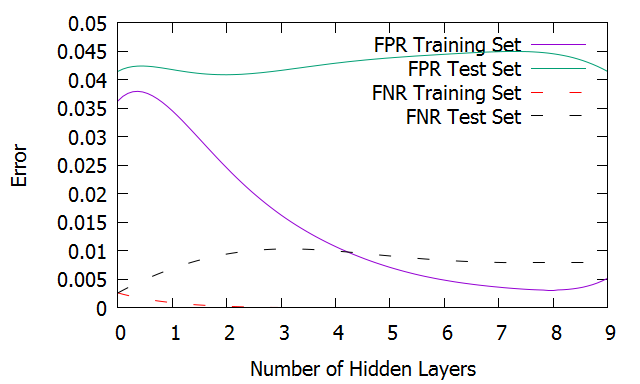 0.05
0.045
0.04
0.035
0.03
0.025
0.02
0.015
0.01
0.005
0
Error
FPR Training Set
FPR Test Set
FNR Training Set
FNR Test Set
0 1 2 3 4 5 6 7 8 9
Number of Hidden Layers